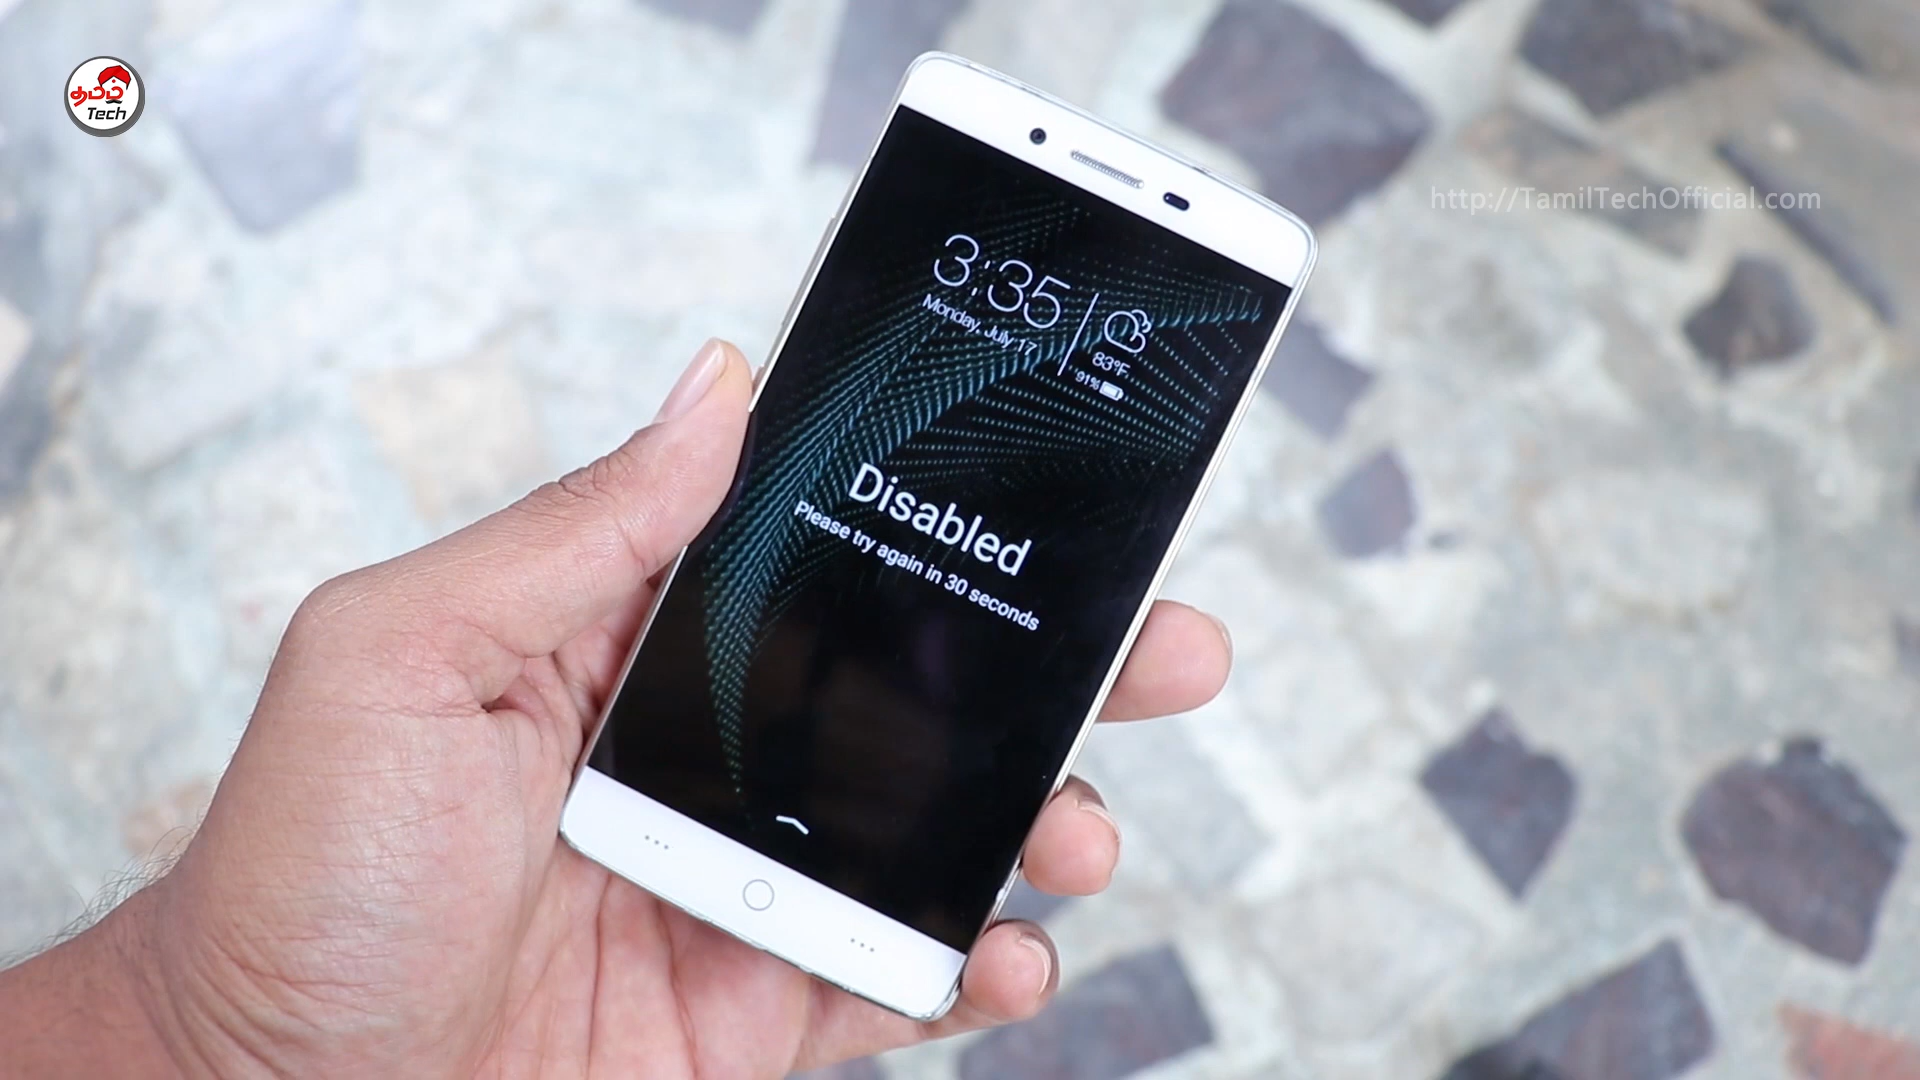 தமிழ்
Tech
http://TamilTechOfficial.com
3:35
Monday, July 17
83°F
91%
Disabled
Please try again in 30 seconds